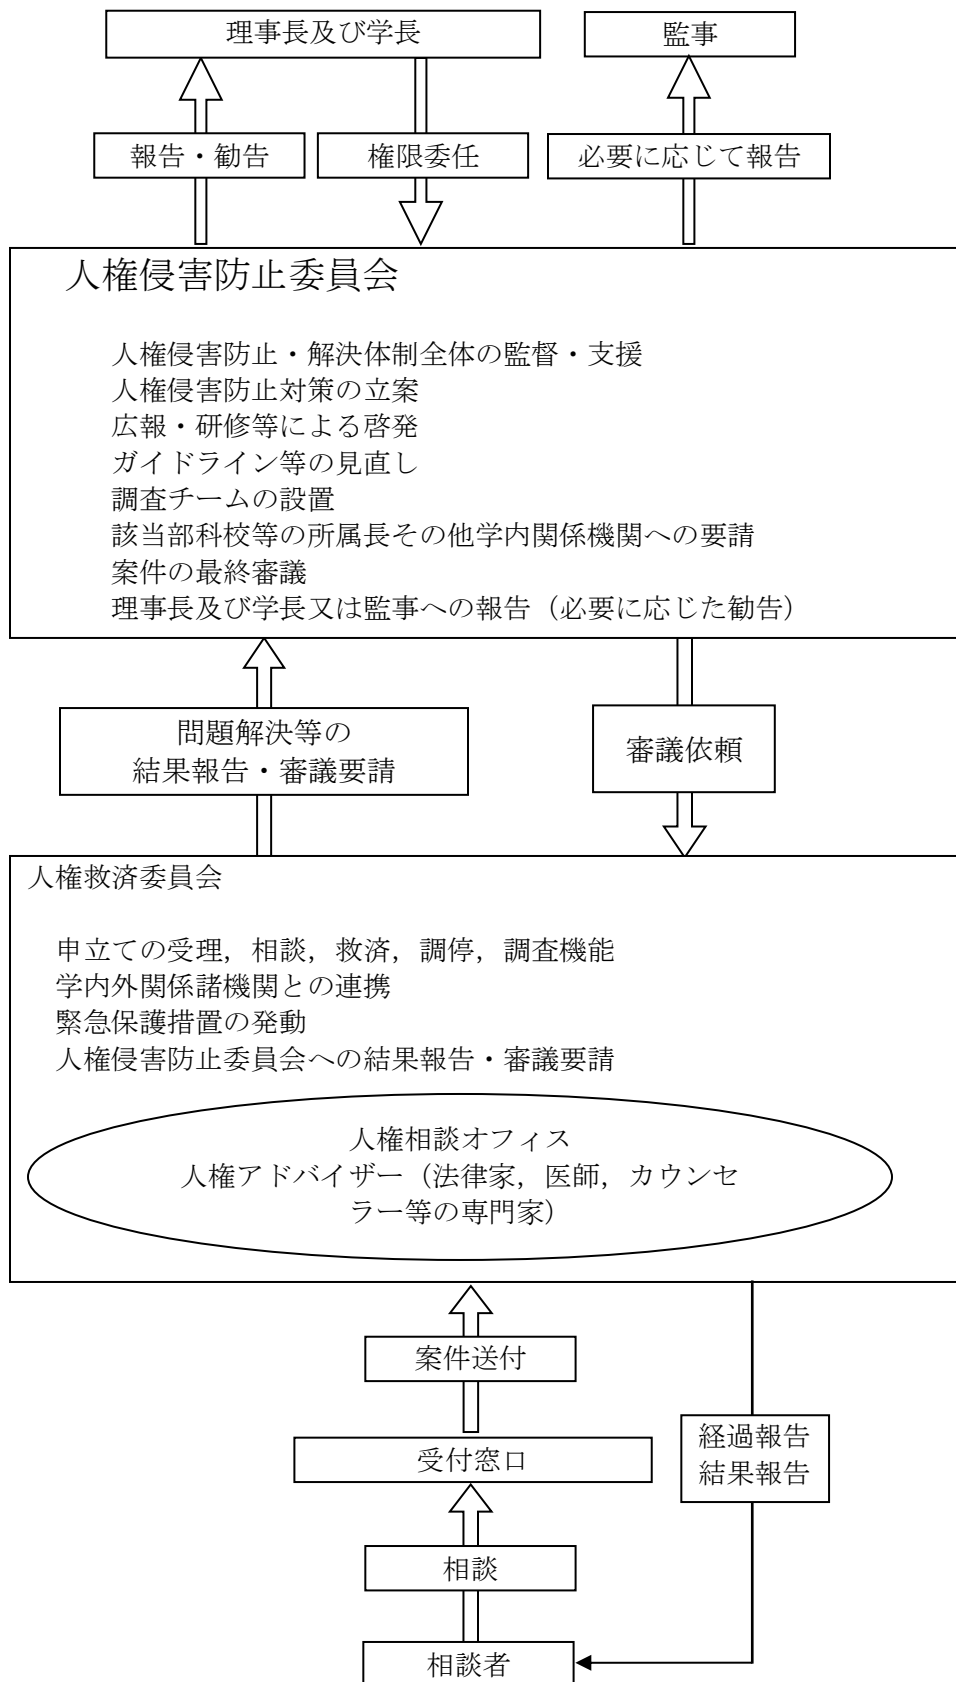 理事長及び学長
監事
報告・勧告
権限委任
必要に応じて報告
人権侵害防止委員会
人権侵害防止・解決体制全体の監督・支援
人権侵害防止対策の立案
広報・研修等による啓発
ガイドライン等の見直し
調査チームの設置
該当部科校等の所属長その他学内関係機関への要請
案件の最終審議
理事長及び学長又は監事への報告（必要に応じた勧告）
問題解決等の
結果報告・審議要請
審議依頼
人権救済委員会
申立ての受理，相談，救済，調停，調査機能
学内外関係諸機関との連携
緊急保護措置の発動
人権侵害防止委員会への結果報告・審議要請
人権相談オフィス
人権アドバイザー（法律家，医師，カウンセ
ラー等の専門家）
案件送付
受付窓口
経過報告
結果報告
相談
相談者